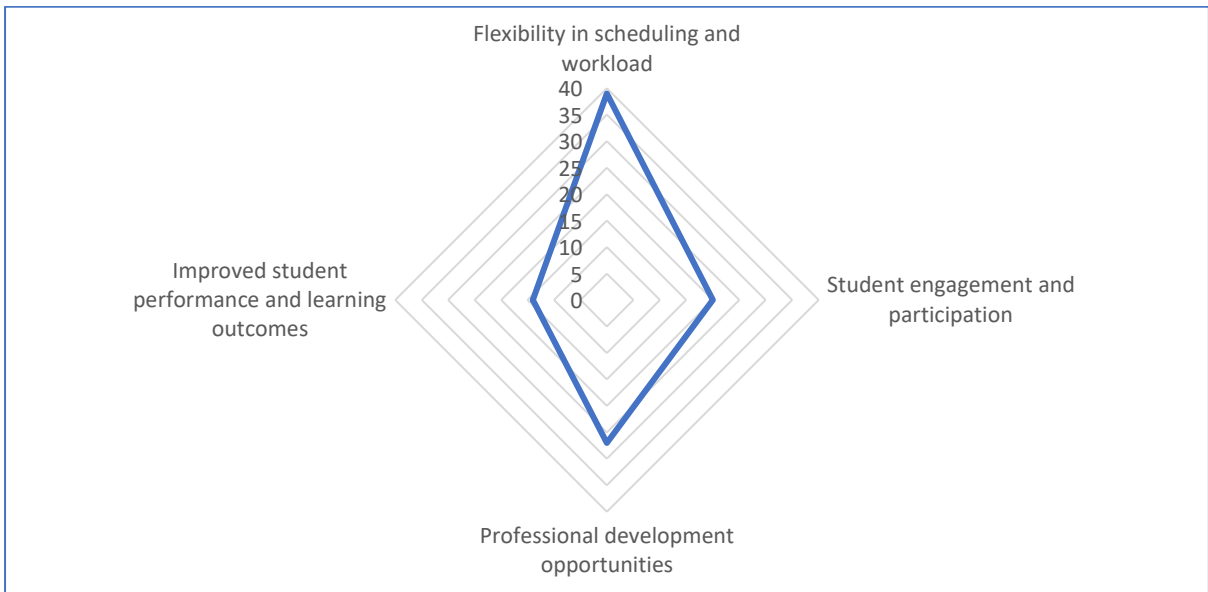 Flexibility in scheduling and
workload
40
35
30
25
20
15
10
5
0
Improved student
performance and learning
outcomes
Student engagement and
participation
Professional development
opportunities